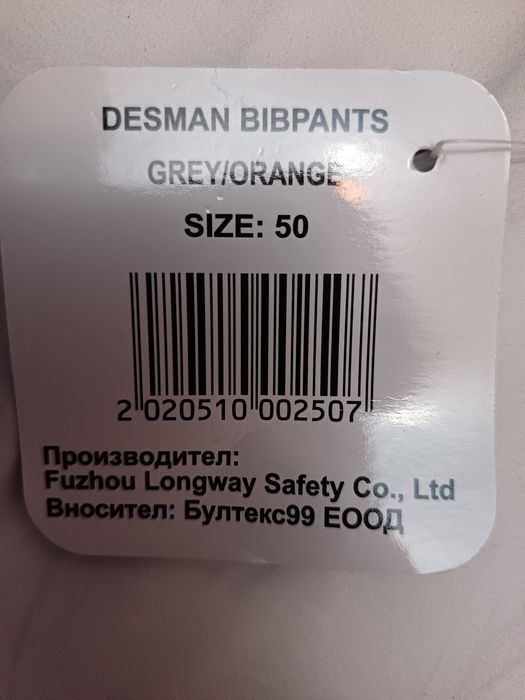 DESMAN BIBPANTS
GREY/ORANGE
SIZE: 50
2 020510 002507
Производител:
Fuzhou Longway Safety Co., Ltd
Вносител: Бултекс99 ЕООД